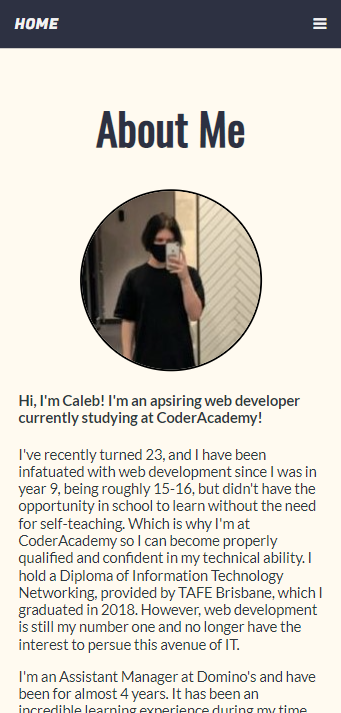 HOME
About Me
Hi, I'm Caleb! I'm an apsiring web developer
currently studying at CoderAcademy!
I've recently turned 23, and I have been
infatuated with web development since I was in
year 9, being roughly 15-16, but didn't have the
opportunity in school to learn without the need
for self-teaching. Which is why I'm at
CoderAcademy so I can become properly
qualified and confident in my technical ability. I
hold a Diploma of Information Technology
Networking, provided by TAFE Brisbane, which I
graduated in 2018. However, web development
is still my number one and no longer have the
interest to persue this avenue of IT.
I'm an Assistant Manager at Domino's and have
been for almost 4 years. It has been an
incredible learning experience during my time